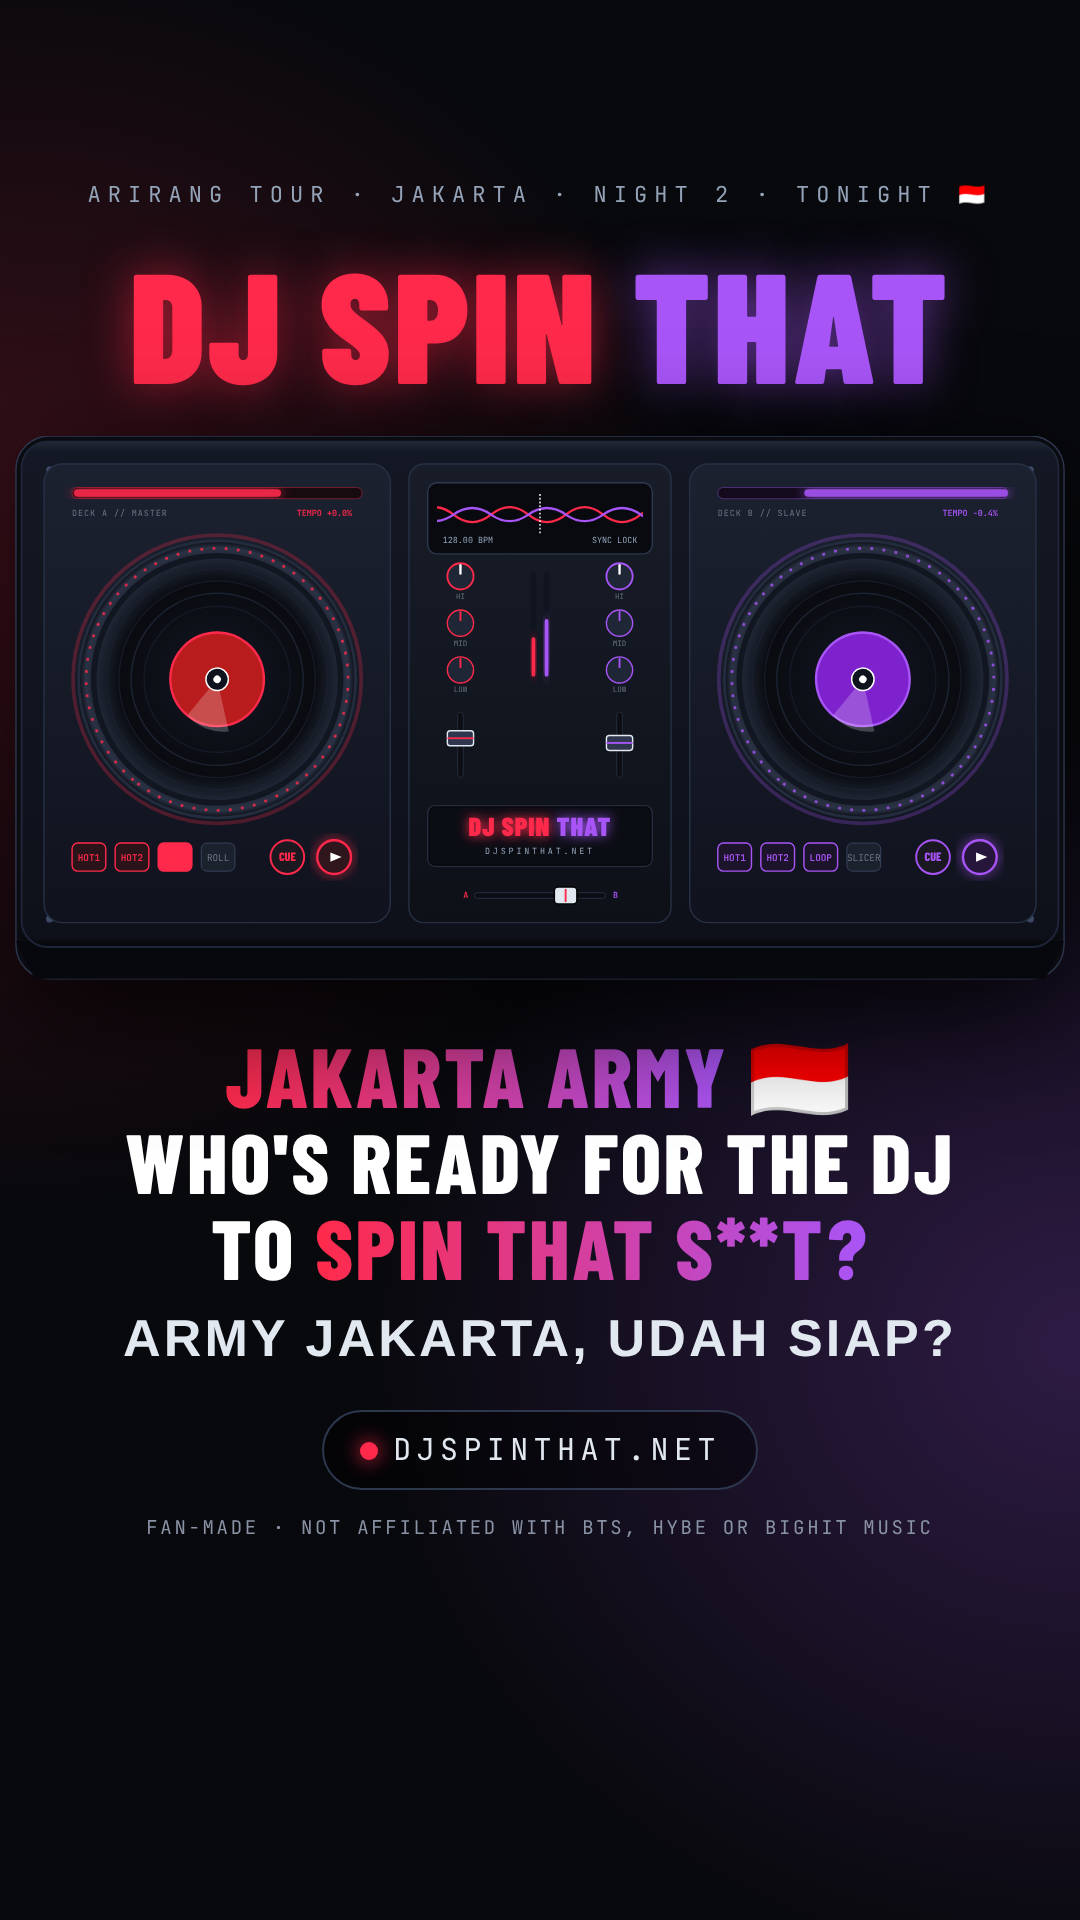 ARIRANG TOUR · JAKARTA · NIGHT 2 · TONIGHT 🇮🇩
DJ SPIN THAT
DECK A // MASTER TEMPO +0.0%
128.00 BPM SYNC LOCK
DECK B // SLAVE TEMPO -0.4%
HI HI
MID MID
LOW LOW
DJ SPIN THAT
DJSPINTHAT.NET
HOT1 HOT2 ROLL CUE
HOT1 HOT2 LOOP SLICER CUE
A B
JAKARTA ARMY 🇮🇩
WHO'S READY FOR THE DJ
TO SPIN THAT S**T?
ARMY JAKARTA, UDAH SIAP?
DJSPINTHAT.NET
FAN-MADE · NOT AFFILIATED WITH BTS, HYBE OR BIGHIT MUSIC